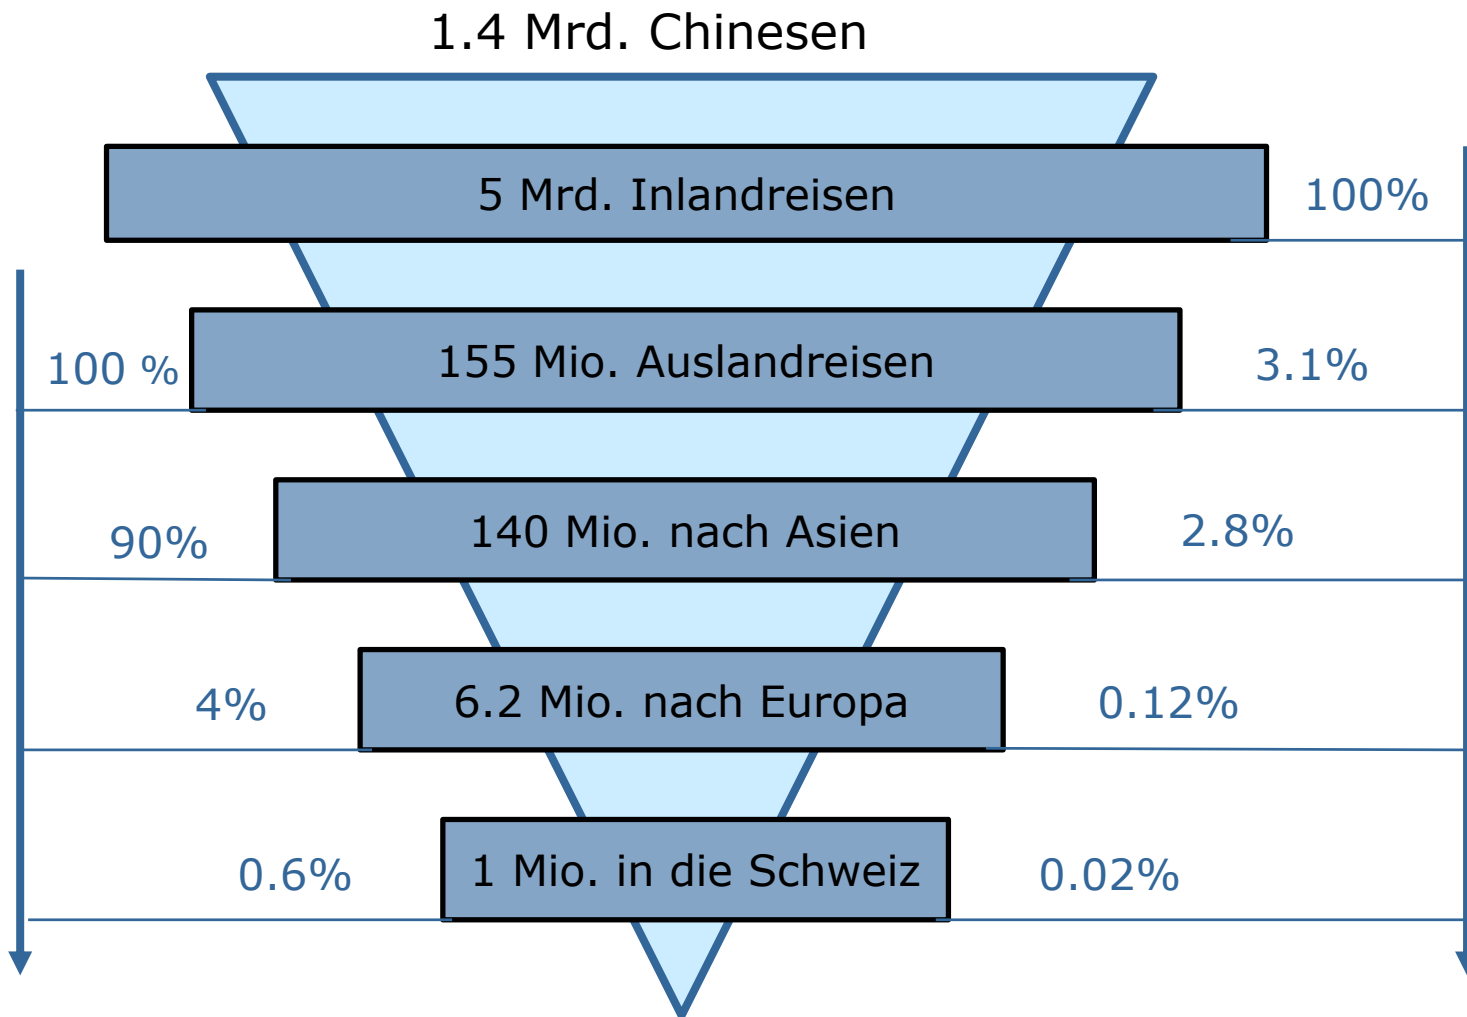 1.4 Mrd. Chinesen
5 Mrd. Inlandreisen 100%
100 % 155 Mio. Auslandreisen 3.1%
90% 140 Mio. nach Asien 2.8%
4% 6.2 Mio. nach Europa 0.12%
0.6% 1 Mio. in die Schweiz 0.02%